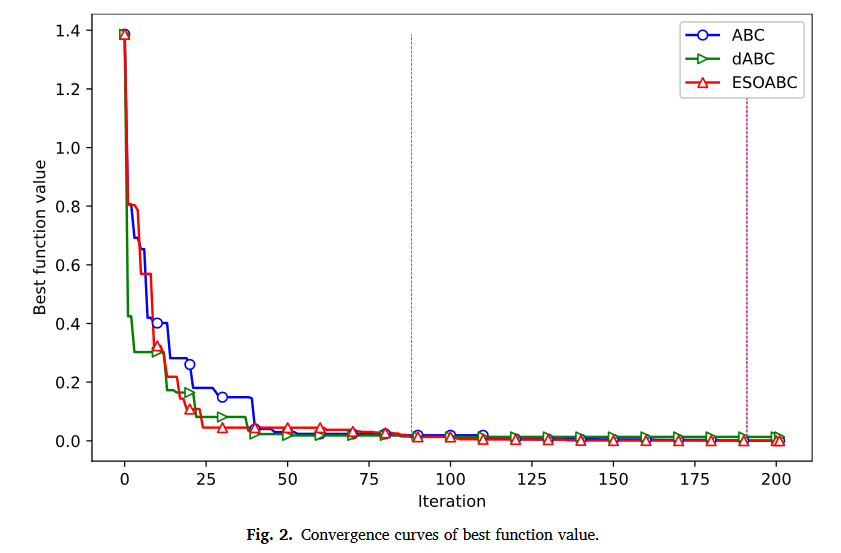 1.4
1.2
1.0
0.8
0.6
0.4
0.2
0.0
Best function value
ABC
dABC
ESOABC
0 25 50 75 100 125 150 175 200
Iteration
Fig. 2. Convergence curves of best function value.